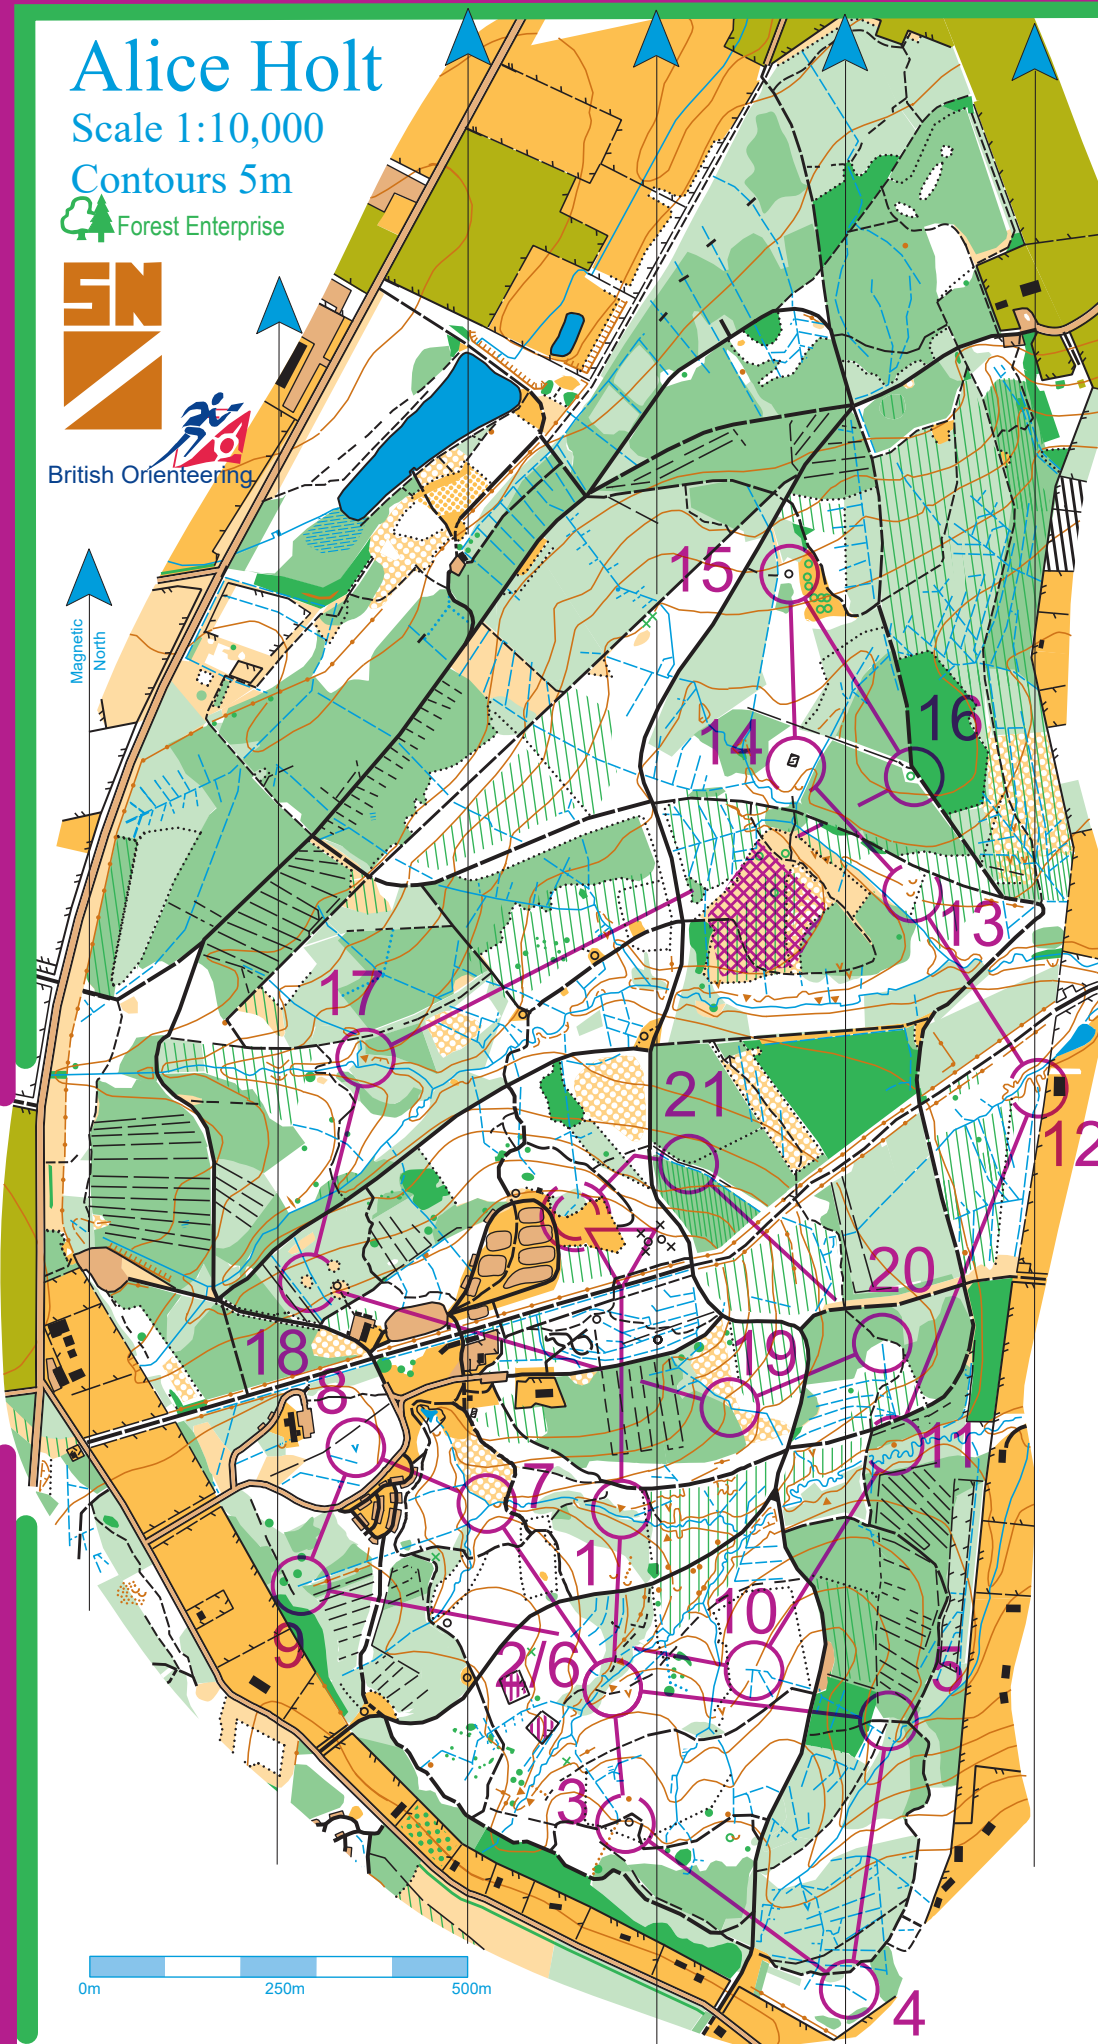 Alice Holt
Scale 1:10,000
Contours 5m
Forest Enterprise
SN
British Orienteering
Magnetic
North
15
16
14
13
17
21
12
20
18
19
8
11
7
1
10
9
2/6
5
3
4
0m 250m 500m